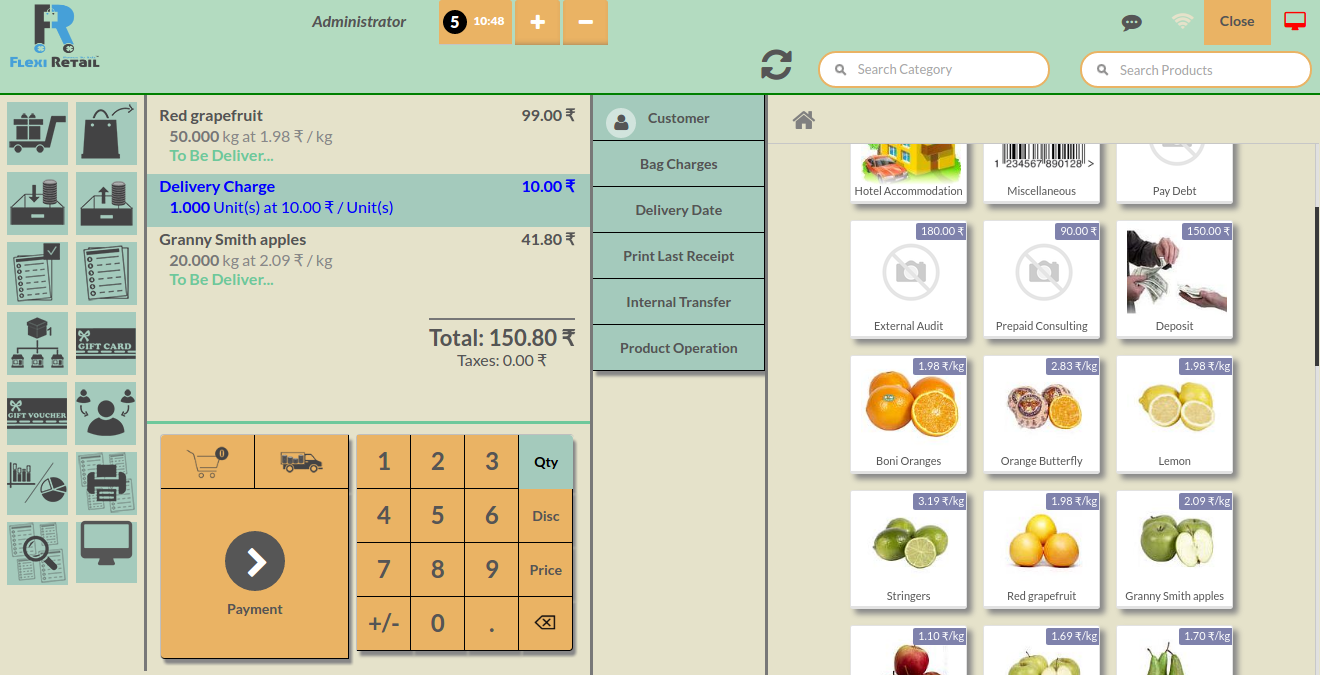 FLEXI RETAIL
Administrator
5 10:48
+
−
Close
Search Category
Search Products
1
GIFT CARD
GIFT VOUCHER
Red grapefruit 99.00 ₹
50.000 kg at 1.98 ₹ / kg
To Be Deliver...
Delivery Charge 10.00 ₹
1.000 Unit(s) at 10.00 ₹ / Unit(s)
Granny Smith apples 41.80 ₹
20.000 kg at 2.09 ₹ / kg
To Be Deliver...
Total: 150.80 ₹
Taxes: 0.00 ₹
0
Payment
1 2 3 Qty
4 5 6 Disc
7 8 9 Price
+/- 0 .
Customer
Bag Charges
Delivery Date
Print Last Receipt
Internal Transfer
Product Operation
1 234567 890128 >
Hotel Accommodation
Miscellaneous
Pay Debt
180.00 ₹
External Audit
90.00 ₹
Prepaid Consulting
150.00 ₹
Deposit
1.98 ₹/kg
Boni Oranges
2.83 ₹/kg
Orange Butterfly
1.98 ₹/kg
Lemon
3.19 ₹/kg
Stringers
1.98 ₹/kg
Red grapefruit
2.09 ₹/kg
Granny Smith apples
1.10 ₹/kg
1.69 ₹/kg
1.70 ₹/kg